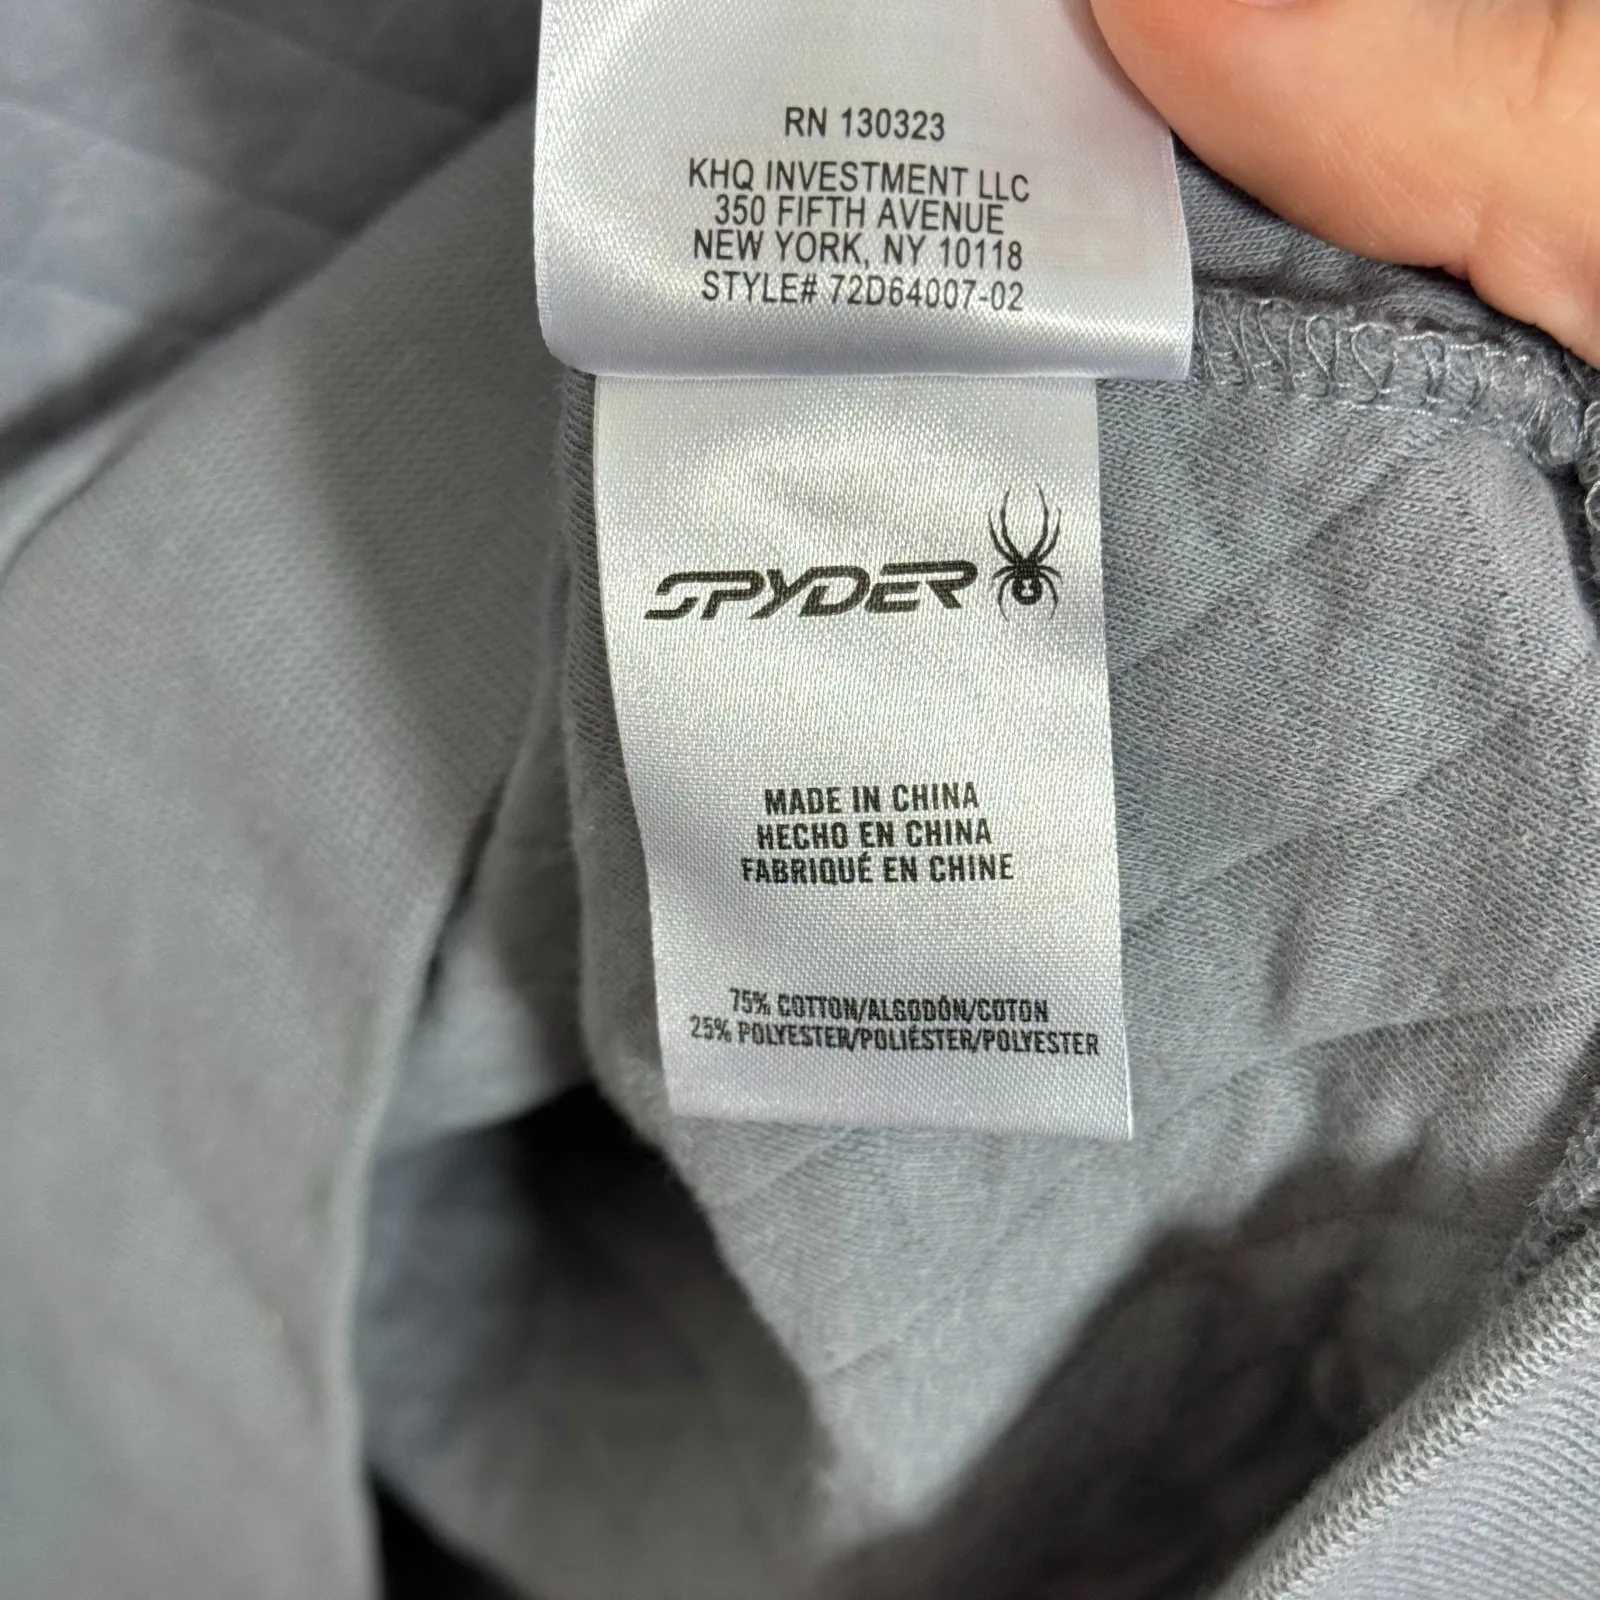 RN 130323
KHQ INVESTMENT LLC
350 FIFTH AVENUE
NEW YORK, NY 10118
STYLE# 72D64007-02
SPYDER
MADE IN CHINA
HECHO EN CHINA
FABRIQUÉ EN CHINE
75% COTTON/ALGODÓN/COTON
25% POLYESTER/POLIÉSTER/POLYESTER